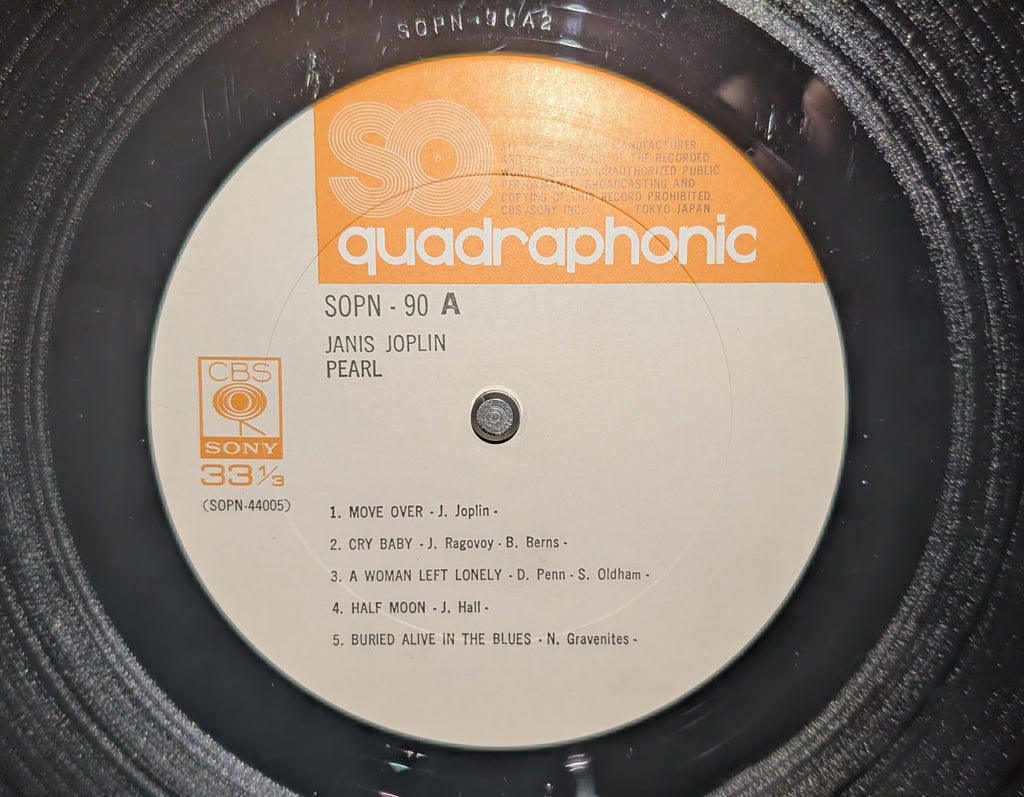 SOPN-90A2
SQ
ALL RIGHTS OF THE MANUFACTURER
AND OF THE OWNER OF THE RECORDED
WORK RESERVED. UNAUTHORIZED PUBLIC
PERFORMANCE, BROADCASTING AND
COPYING OF THIS RECORD PROHIBITED.
CBS/SONY INC. TOKYO JAPAN
quadraphonic
SOPN - 90 A
JANIS JOPLIN
PEARL
CBS
SONY
33 1/3
(SOPN-44005)
1. MOVE OVER - J. Joplin -
2. CRY BABY - J. Ragovoy - B. Berns -
3. A WOMAN LEFT LONELY - D. Penn - S. Oldham -
4. HALF MOON - J. Hall -
5. BURIED ALIVE IN THE BLUES - N. Gravenites -